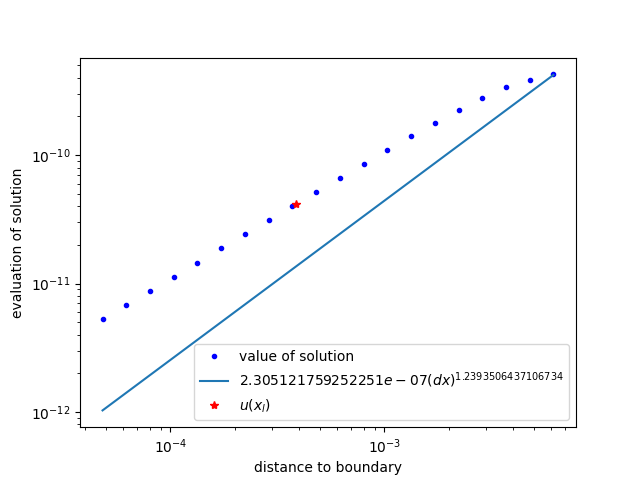 evaluation of solution
10⁻¹⁰
10⁻¹¹
10⁻¹²
value of solution
2.305121759252251e − 07(dx)^1.2393506437106734
u(x_l)
10⁻⁴
10⁻³
distance to boundary